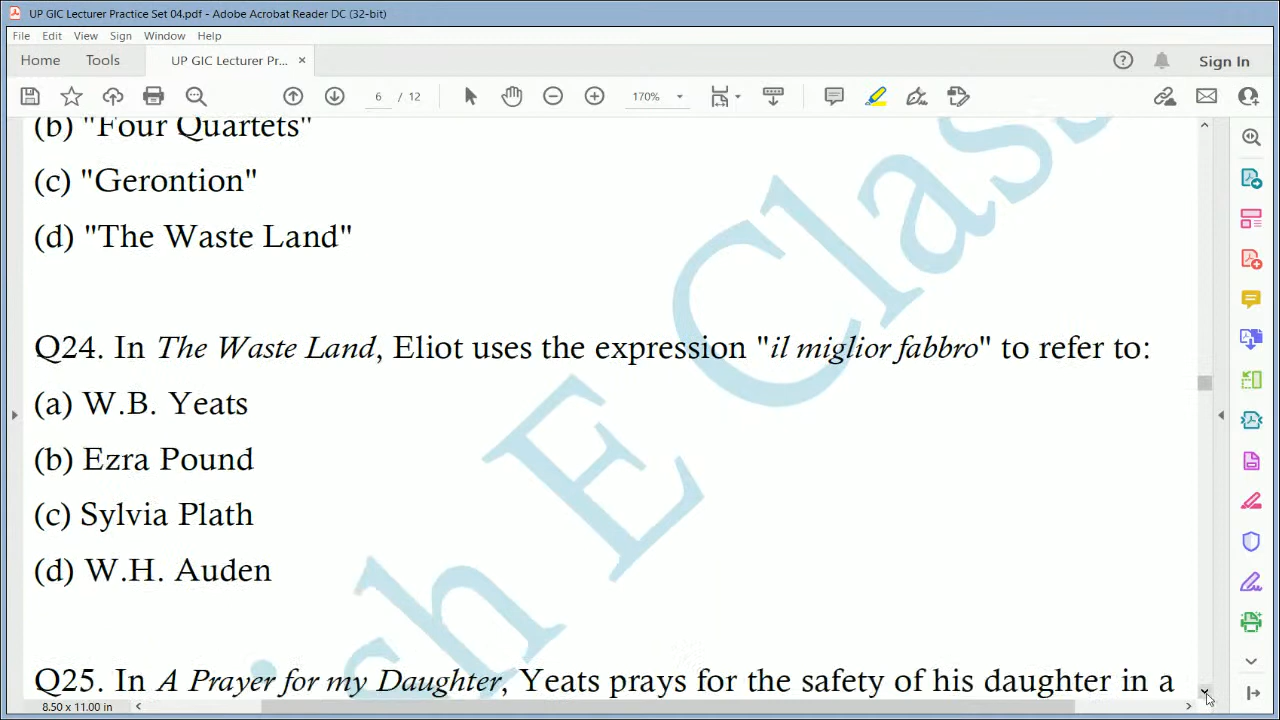 UP GIC Lecturer Practice Set 04.pdf - Adobe Acrobat Reader DC (32-bit)
File Edit View Sign Window Help
Home Tools UP GIC Lecturer Pr... × Sign In
6 / 12 170%
(b) "Four Quartets"
(c) "Gerontion"
(d) "The Waste Land"
Q24. In The Waste Land, Eliot uses the expression "il miglior fabbro" to refer to:
(a) W.B. Yeats
(b) Ezra Pound
(c) Sylvia Plath
(d) W.H. Auden
Q25. In A Prayer for my Daughter, Yeats prays for the safety of his daughter in a
8.50 x 11.00 in
ish E Class